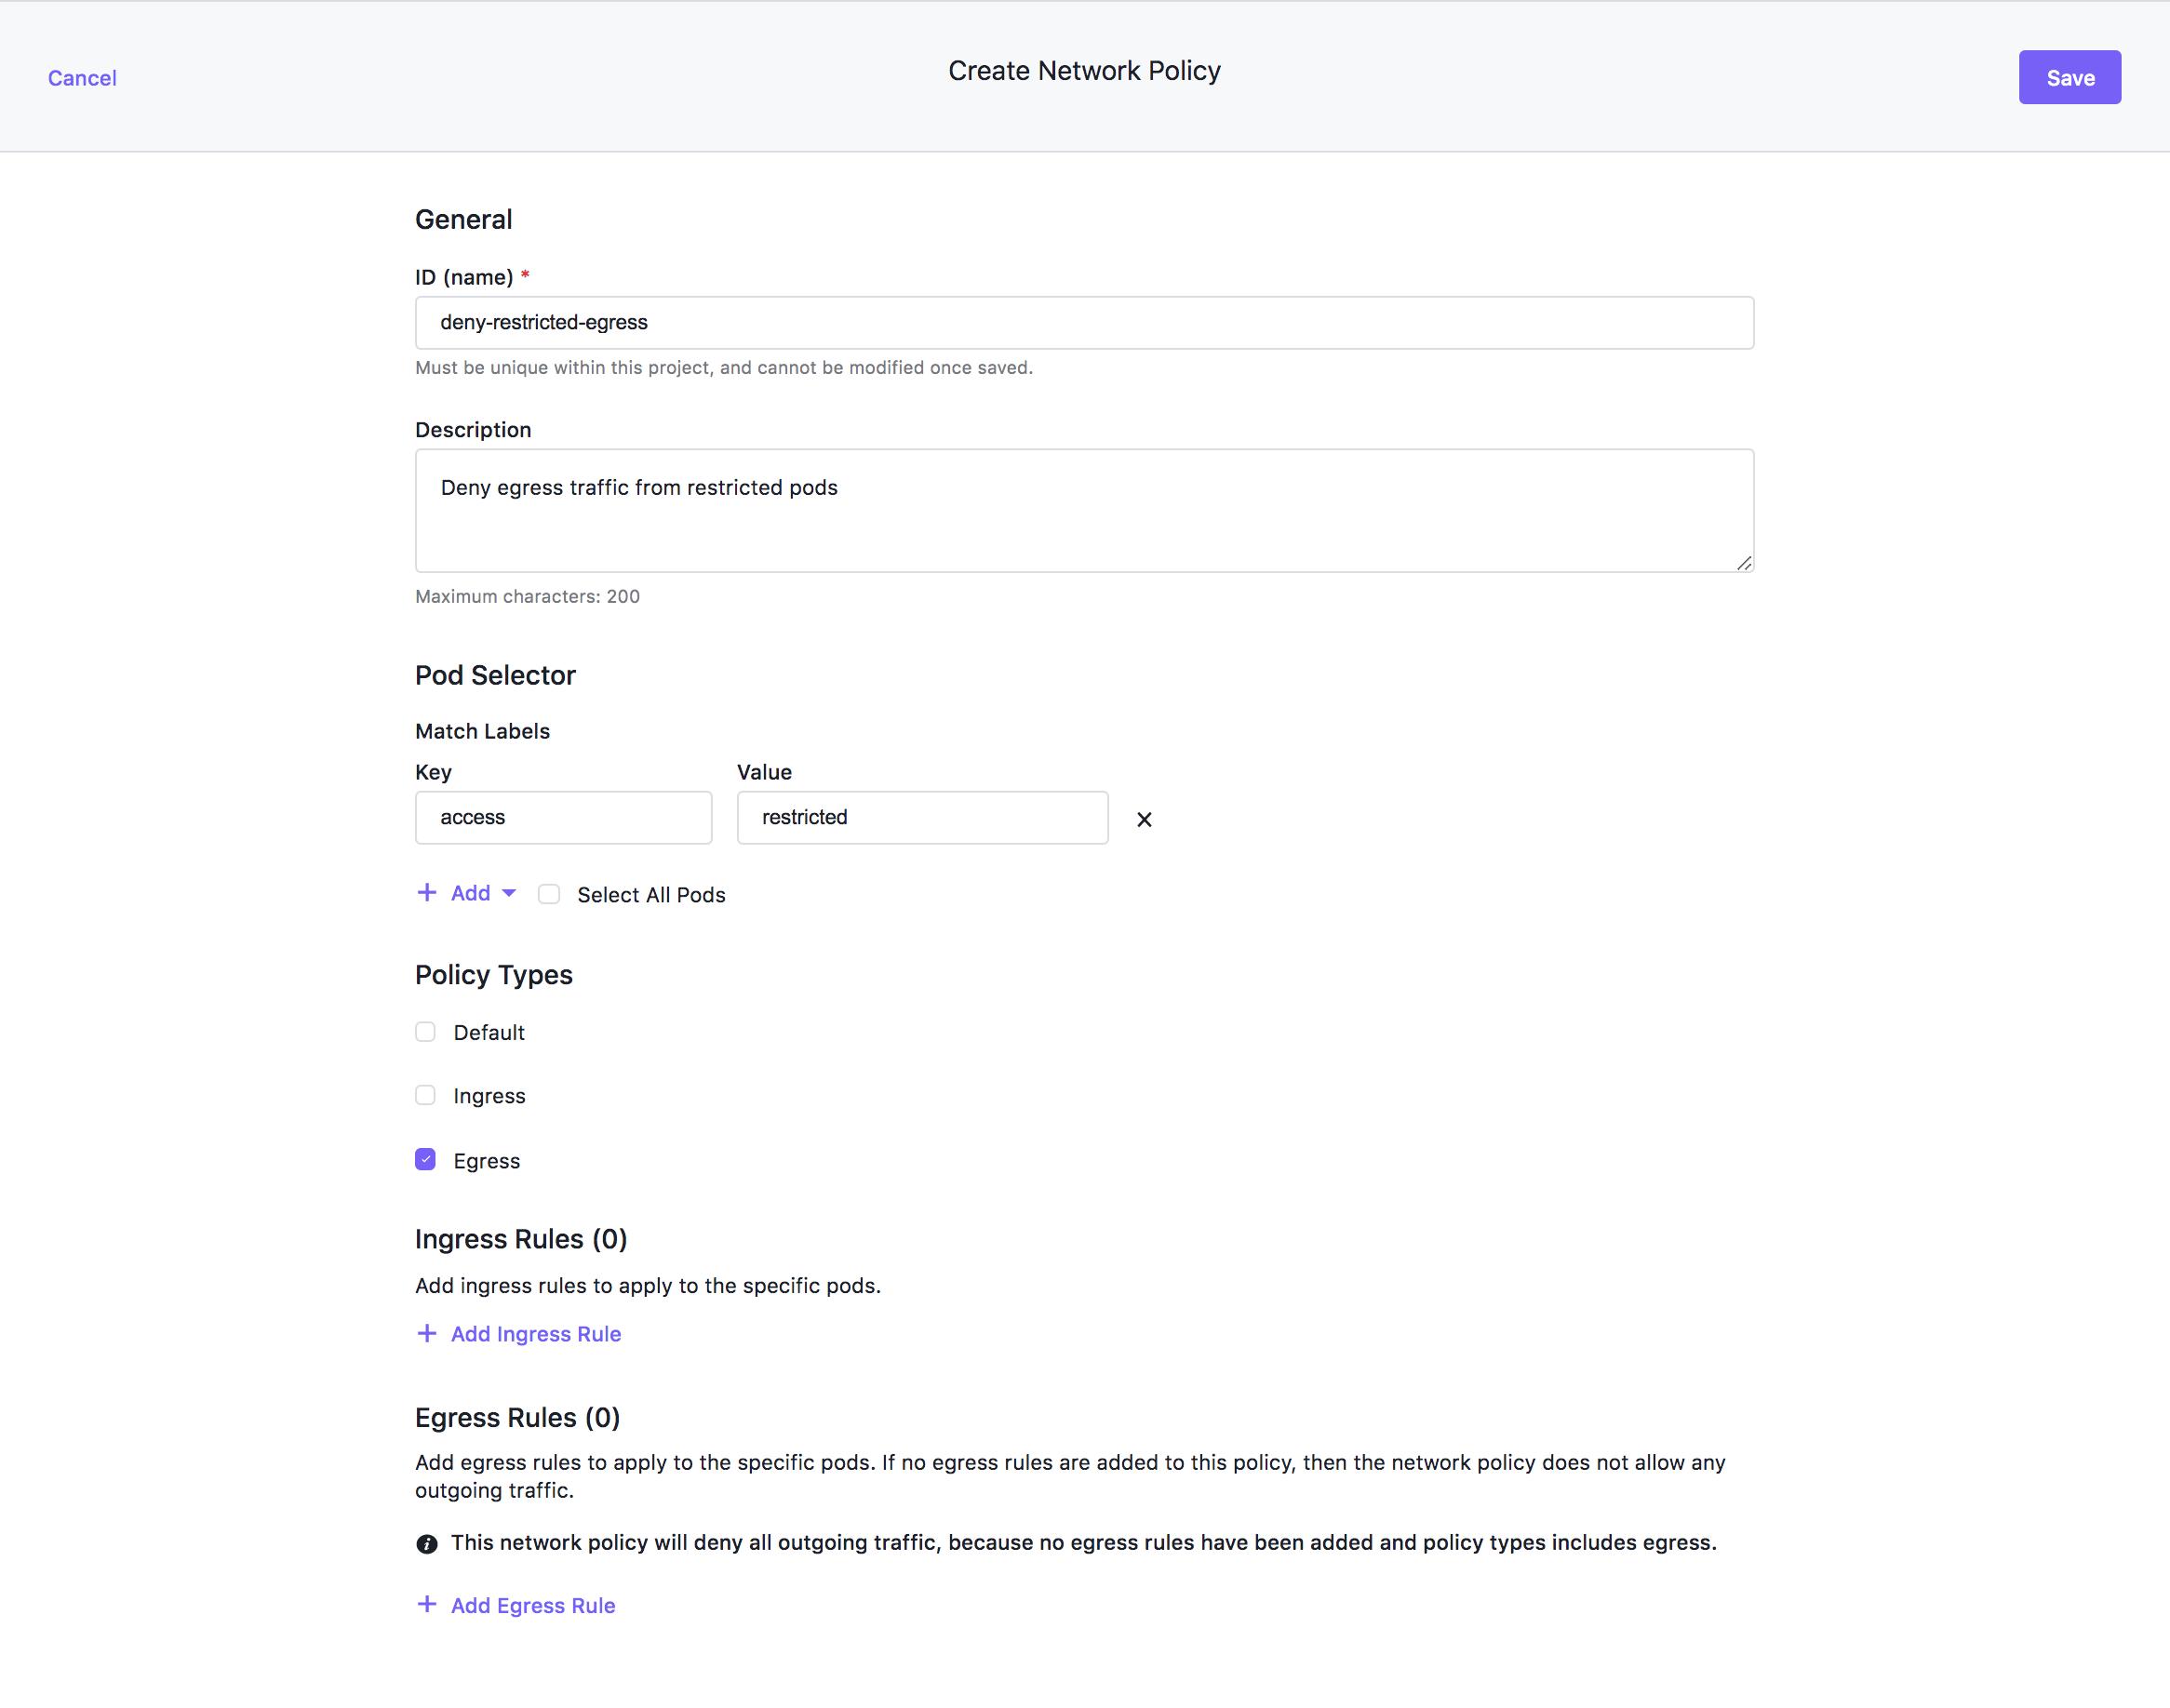 Cancel
Create Network Policy
Save
General
ID (name) *
deny-restricted-egress
Must be unique within this project, and cannot be modified once saved.
Description
Deny egress traffic from restricted pods
Maximum characters: 200
Pod Selector
Match Labels
Key Value
access restricted
Add Select All Pods
Policy Types
Default
Ingress
Egress
Ingress Rules (0)
Add ingress rules to apply to the specific pods.
Add Ingress Rule
Egress Rules (0)
Add egress rules to apply to the specific pods. If no egress rules are added to this policy, then the network policy does not allow any
outgoing traffic.
This network policy will deny all outgoing traffic, because no egress rules have been added and policy types includes egress.
Add Egress Rule